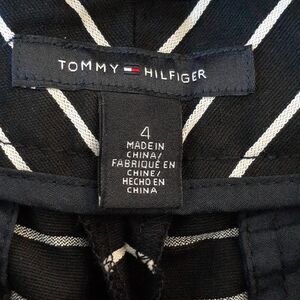 TOMMY HILFIGER
4
MADE IN
CHINA/
FABRIQUÉ EN
CHINE/
HECHO EN
CHINA